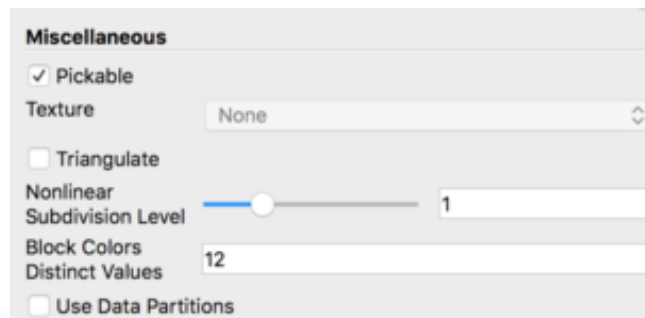 Miscellaneous
Pickable
Texture None
Triangulate
Nonlinear
Subdivision Level 1
Block Colors
Distinct Values 12
Use Data Partitions